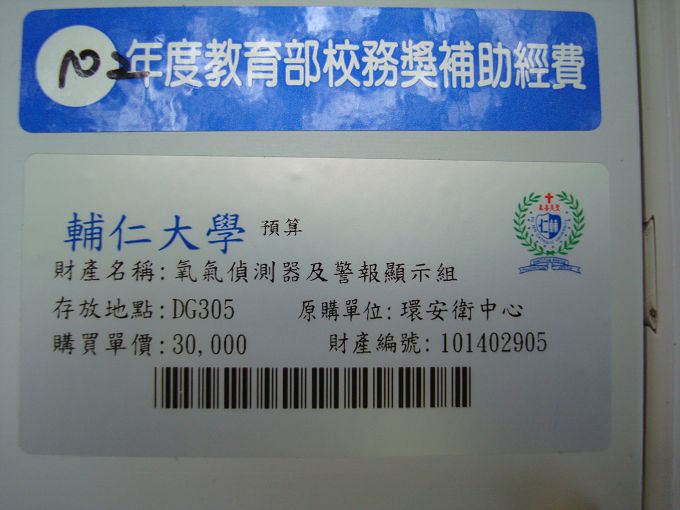 102年度教育部校務獎補助經費
輔仁大學 預算
財產名稱:氧氣偵測器及警報顯示組
存放地點:DG305 原購單位:環安衛中心
購買單價:30,000 財產編號:101402905